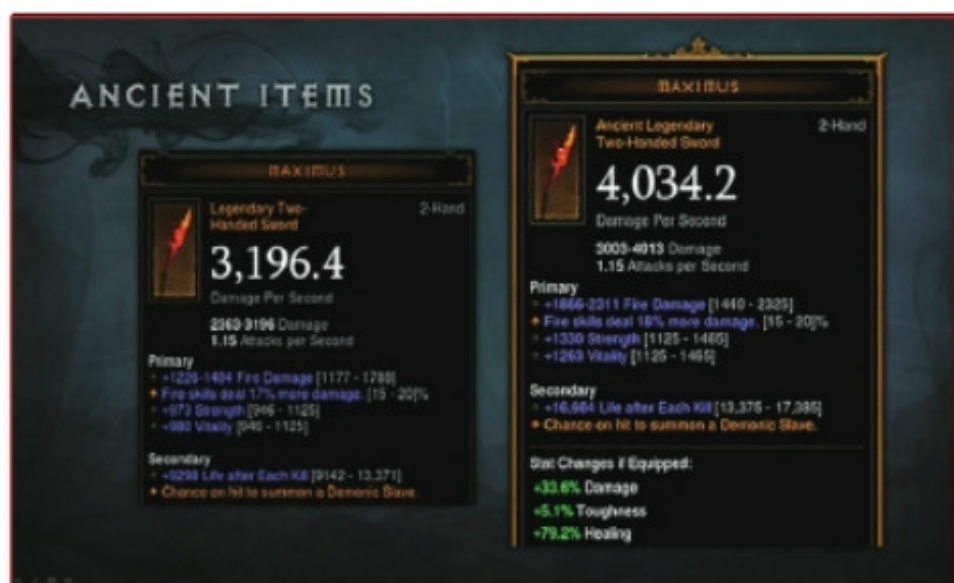 ANCIENT ITEMS
MAXIMUS
Legendary Two-
Handed Sword
2-Hand
3,196.4
Damage Per Second
2363-3196 Damage
1.15 Attacks per Second
Primary
+1226-1484 Fire Damage [1177 - 1788]
Fire skills deal 17% more damage. [15 - 20]%
+973 Strength [946 - 1125]
+980 Vitality [946 - 1125]
Secondary
+9298 Life after Each Kill [9142 - 13,371]
Chance on hit to summon a Demonic Slave.
MAXIMUS
Ancient Legendary
Two-Handed Sword
2-Hand
4,034.2
Damage Per Second
3003-4013 Damage
1.15 Attacks per Second
Primary
+1866-2311 Fire Damage [1440 - 2325]
Fire skills deal 18% more damage. [15 - 20]%
+1330 Strength [1125 - 1465]
+1263 Vitality [1125 - 1465]
Secondary
+16,664 Life after Each Kill [13,375 - 17,385]
Chance on hit to summon a Demonic Slave.
Stat Changes if Equipped:
+33.6% Damage
+5.1% Toughness
+79.2% Healing